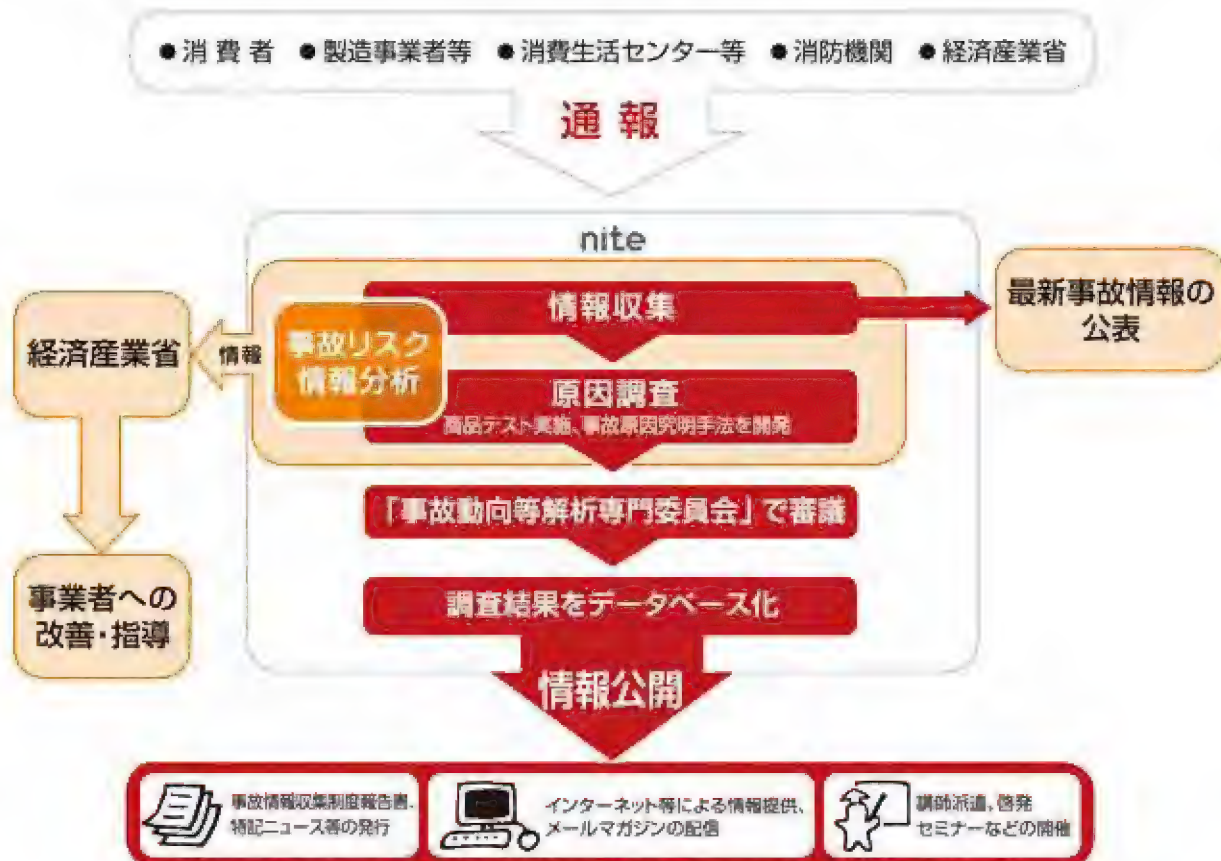 ●消費者 ●製造事業者等 ●消費生活センター等 ●消防機関 ●経済産業省
通報
nite
情報収集
最新事故情報の
公表
経済産業省
情報
事故リスク
情報分析
原因調査
商品テスト実施、事故原因究明手法を開発
「事故動向等解析専門委員会」で審議
事業者への
改善・指導
調査結果をデータベース化
情報公開
事故情報収集制度報告書、
特記ニュース等の発行
インターネット等による情報提供、
メールマガジンの配信
講師派遣、啓発
セミナーなどの開催